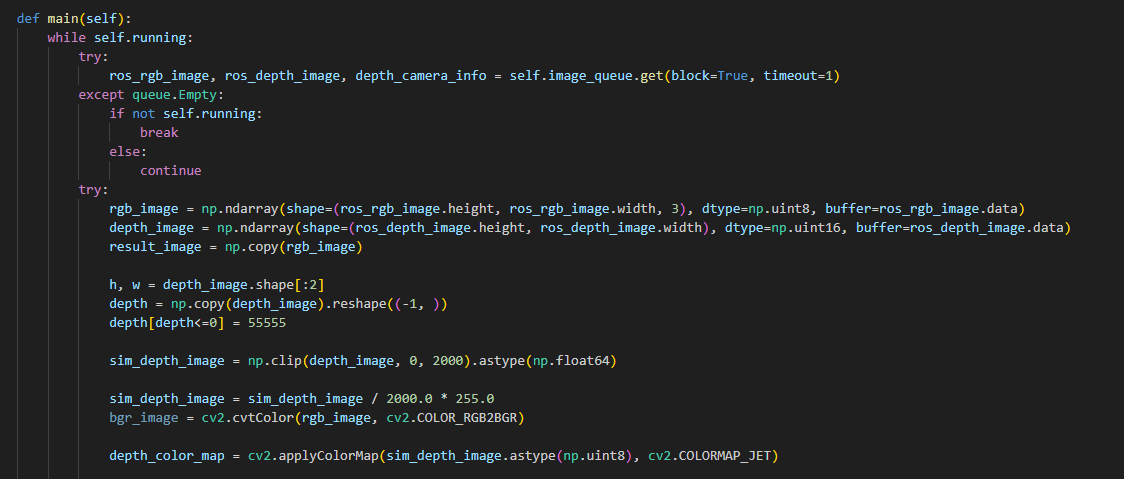 def main(self):
while self.running:
try:
ros_rgb_image, ros_depth_image, depth_camera_info = self.image_queue.get(block=True, timeout=1)
except queue.Empty:
if not self.running:
break
else:
continue
try:
rgb_image = np.ndarray(shape=(ros_rgb_image.height, ros_rgb_image.width, 3), dtype=np.uint8, buffer=ros_rgb_image.data)
depth_image = np.ndarray(shape=(ros_depth_image.height, ros_depth_image.width), dtype=np.uint16, buffer=ros_depth_image.data)
result_image = np.copy(rgb_image)
h, w = depth_image.shape[:2]
depth = np.copy(depth_image).reshape((-1, ))
depth[depth<=0] = 55555
sim_depth_image = np.clip(depth_image, 0, 2000).astype(np.float64)
sim_depth_image = sim_depth_image / 2000.0 * 255.0
bgr_image = cv2.cvtColor(rgb_image, cv2.COLOR_RGB2BGR)
depth_color_map = cv2.applyColorMap(sim_depth_image.astype(np.uint8), cv2.COLORMAP_JET)